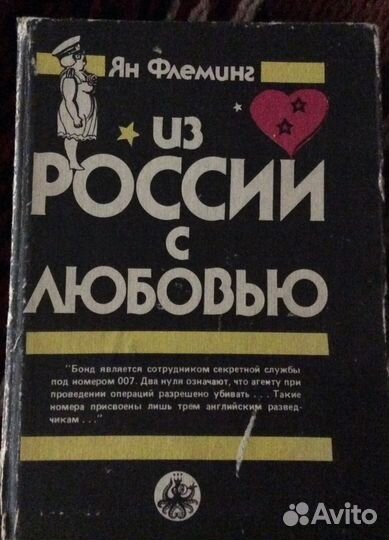 Ян Флеминг
ИЗ
РОССИИ
С
ЛЮБОВЬЮ
"Бонд является сотрудником секретной службы
под номером 007. Два нуля означают, что агенту при
проведении операций разрешено убивать . . . Такие
номера присвоены лишь трем английским развед-
чикам . . ."
Avito